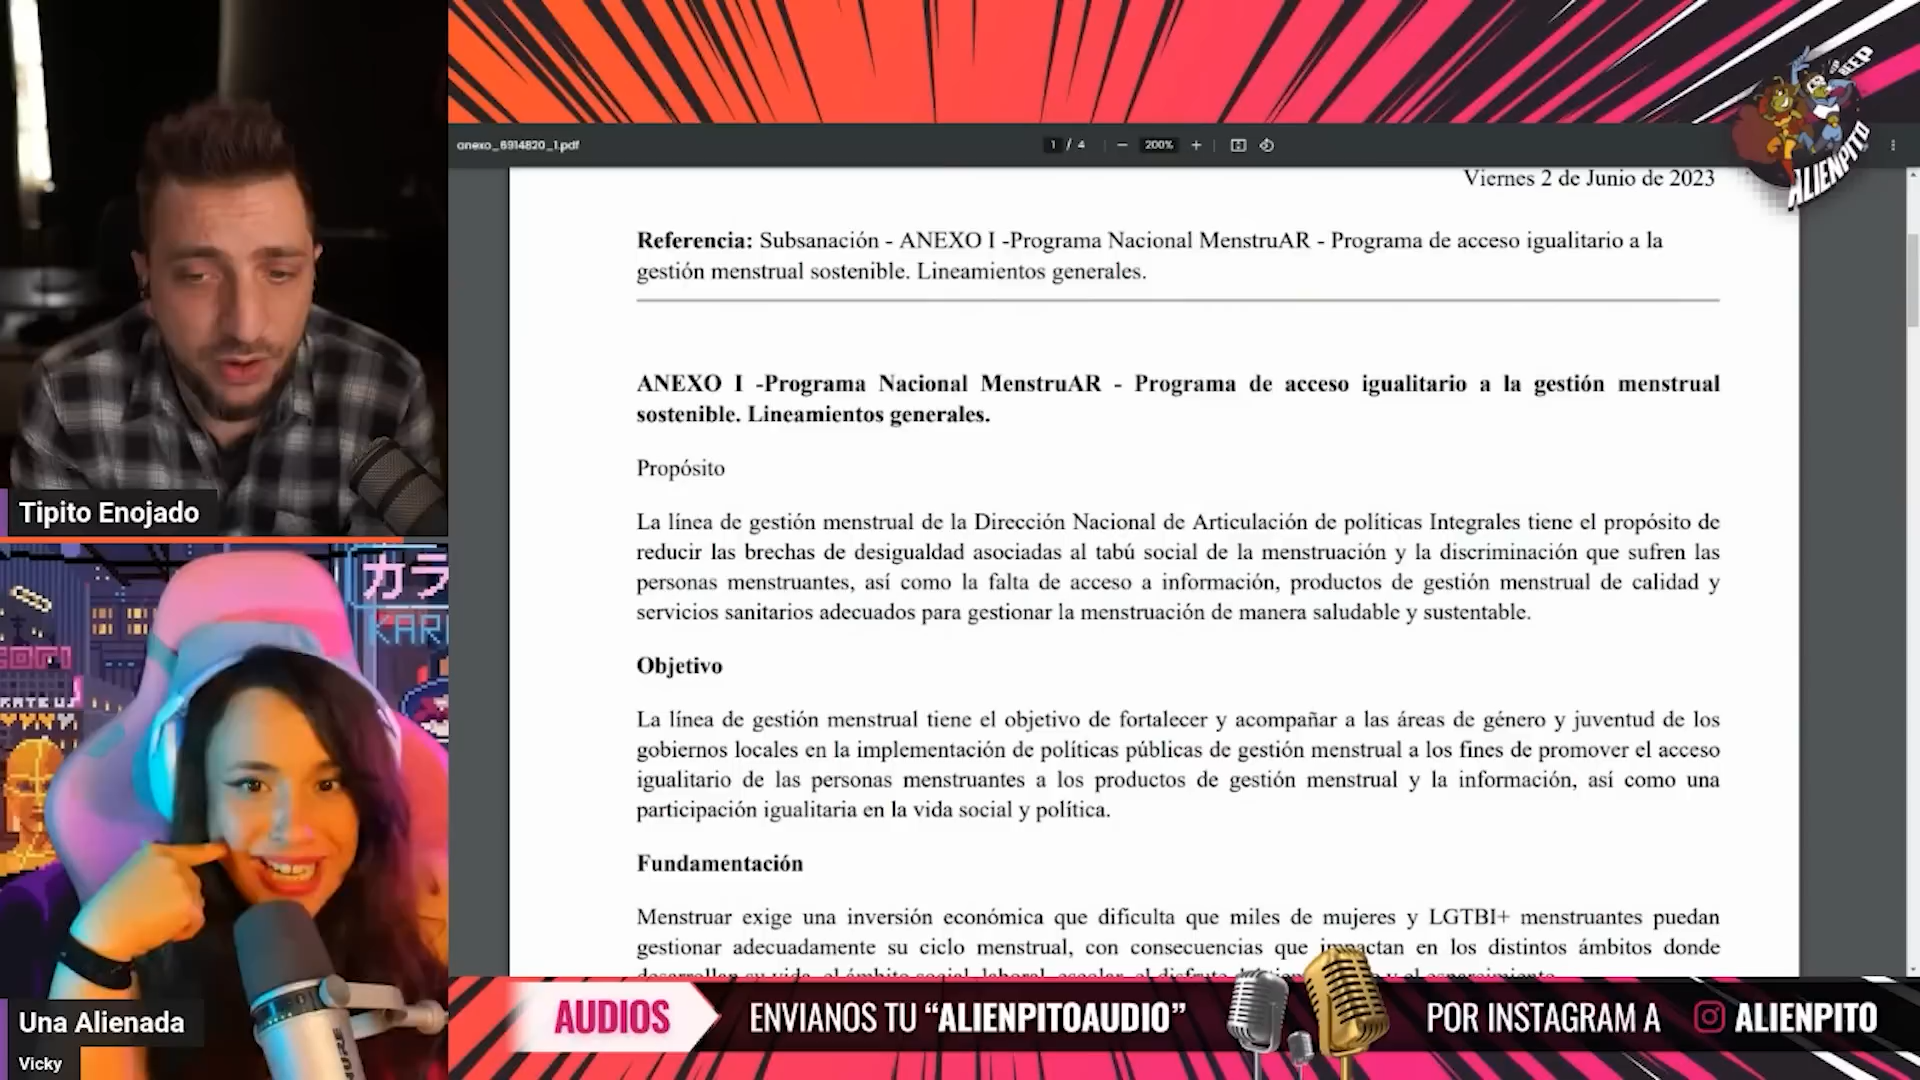 anexo_6914820_1.pdf
1 / 4
200%
Viernes 2 de Junio de 2023
Referencia: Subsanación - ANEXO I -Programa Nacional MenstruAR - Programa de acceso igualitario a la
gestión menstrual sostenible. Lineamientos generales.
ANEXO I -Programa Nacional MenstruAR - Programa de acceso igualitario a la gestión menstrual
sostenible. Lineamientos generales.
Propósito
La línea de gestión menstrual de la Dirección Nacional de Articulación de políticas Integrales tiene el propósito de
reducir las brechas de desigualdad asociadas al tabú social de la menstruación y la discriminación que sufren las
personas menstruantes, así como la falta de acceso a información, productos de gestión menstrual de calidad y
servicios sanitarios adecuados para gestionar la menstruación de manera saludable y sustentable.
Objetivo
La línea de gestión menstrual tiene el objetivo de fortalecer y acompañar a las áreas de género y juventud de los
gobiernos locales en la implementación de políticas públicas de gestión menstrual a los fines de promover el acceso
igualitario de las personas menstruantes a los productos de gestión menstrual y la información, así como una
participación igualitaria en la vida social y política.
Fundamentación
Menstruar exige una inversión económica que dificulta que miles de mujeres y LGTBI+ menstruantes puedan
gestionar adecuadamente su ciclo menstrual, con consecuencias que impactan en los distintos ámbitos donde
BEEP
ALIENPITO
Tipito Enojado
カラ
KAR
Una Alienada
Vicky
AUDIOS
ENVIANOS TU “ALIENPITOAUDIO”
POR INSTAGRAM A
ALIENPITO